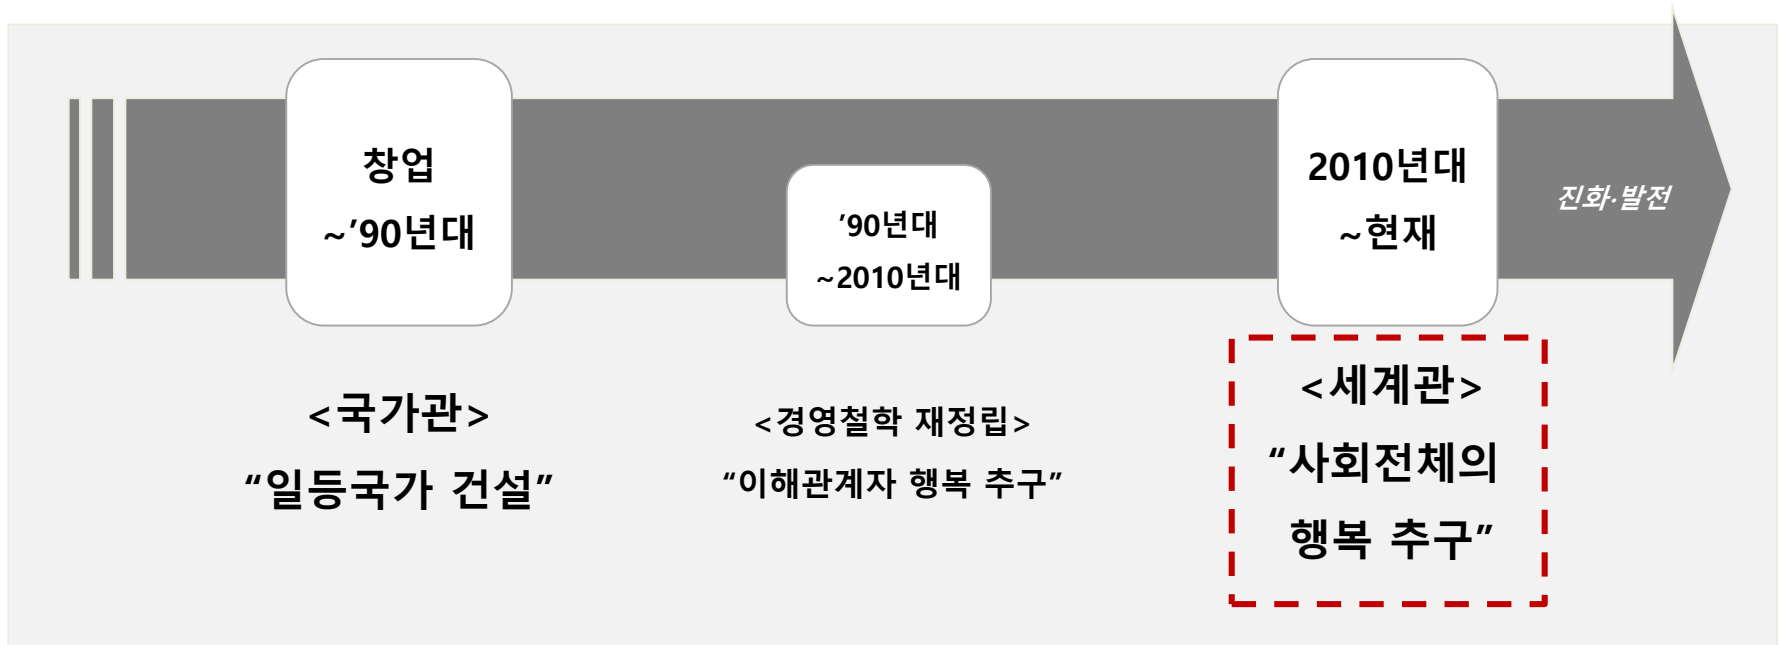 창업
~’90년대
’90년대
~2010년대
2010년대
~현재
진화·발전
<국가관>
“일등국가 건설”
<경영철학 재정립>
“이해관계자 행복 추구”
<세계관>
“사회전체의
행복 추구”